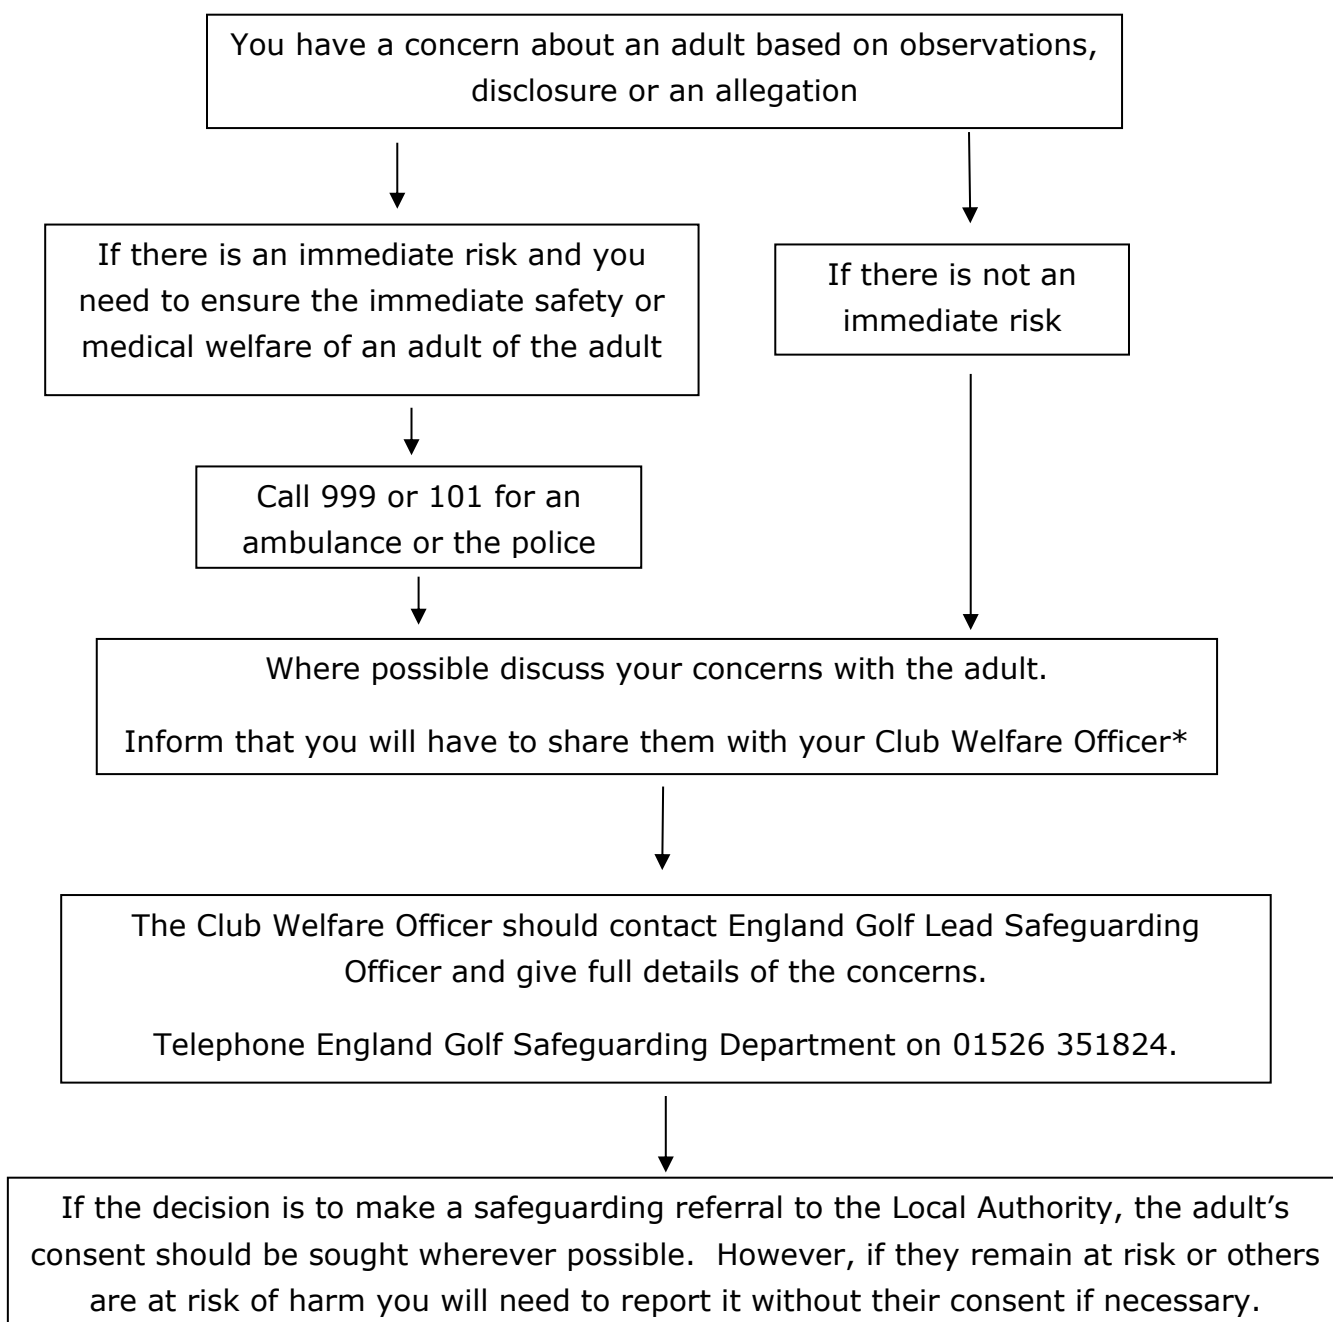 You have a concern about an adult based on observations,
disclosure or an allegation
If there is an immediate risk and you
need to ensure the immediate safety or
medical welfare of an adult of the adult
If there is not an
immediate risk
Call 999 or 101 for an
ambulance or the police
Where possible discuss your concerns with the adult.
Inform that you will have to share them with your Club Welfare Officer*
The Club Welfare Officer should contact England Golf Lead Safeguarding
Officer and give full details of the concerns.
Telephone England Golf Safeguarding Department on 01526 351824.
If the decision is to make a safeguarding referral to the Local Authority, the adult’s
consent should be sought wherever possible.  However, if they remain at risk or others
are at risk of harm you will need to report it without their consent if necessary.